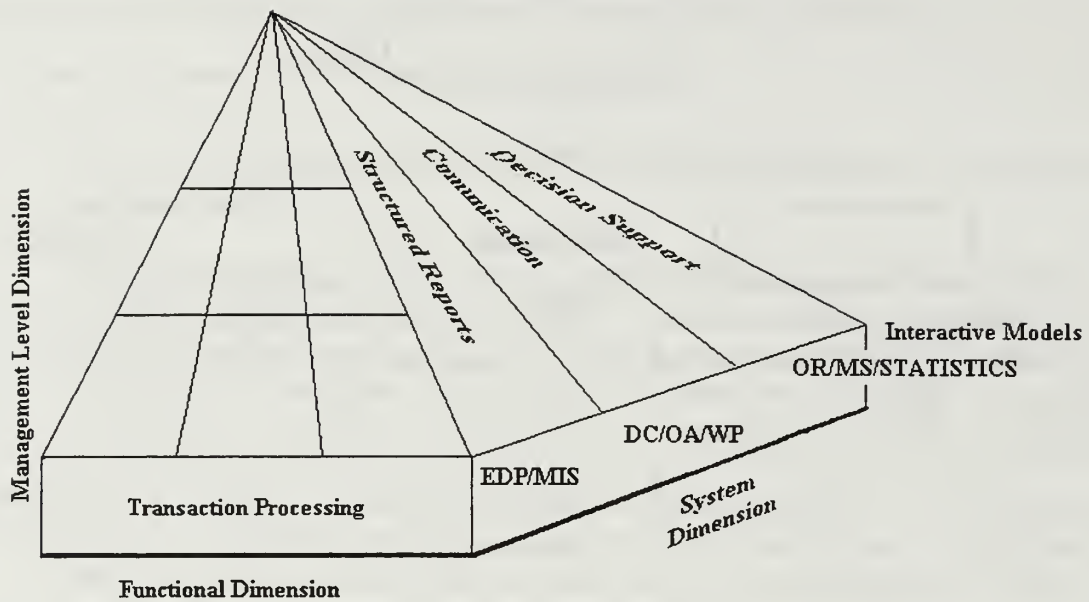 Management Level Dimension
Structured Reports
Comunication
Decision Support
Interactive Models
OR/MS/STATISTICS
DC/OA/WP
EDP/MIS
Transaction Processing
System
Dimension
Functional Dimension